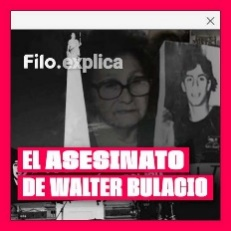 Filo.explica
EL ASESINATO
DE WALTER BULACIO